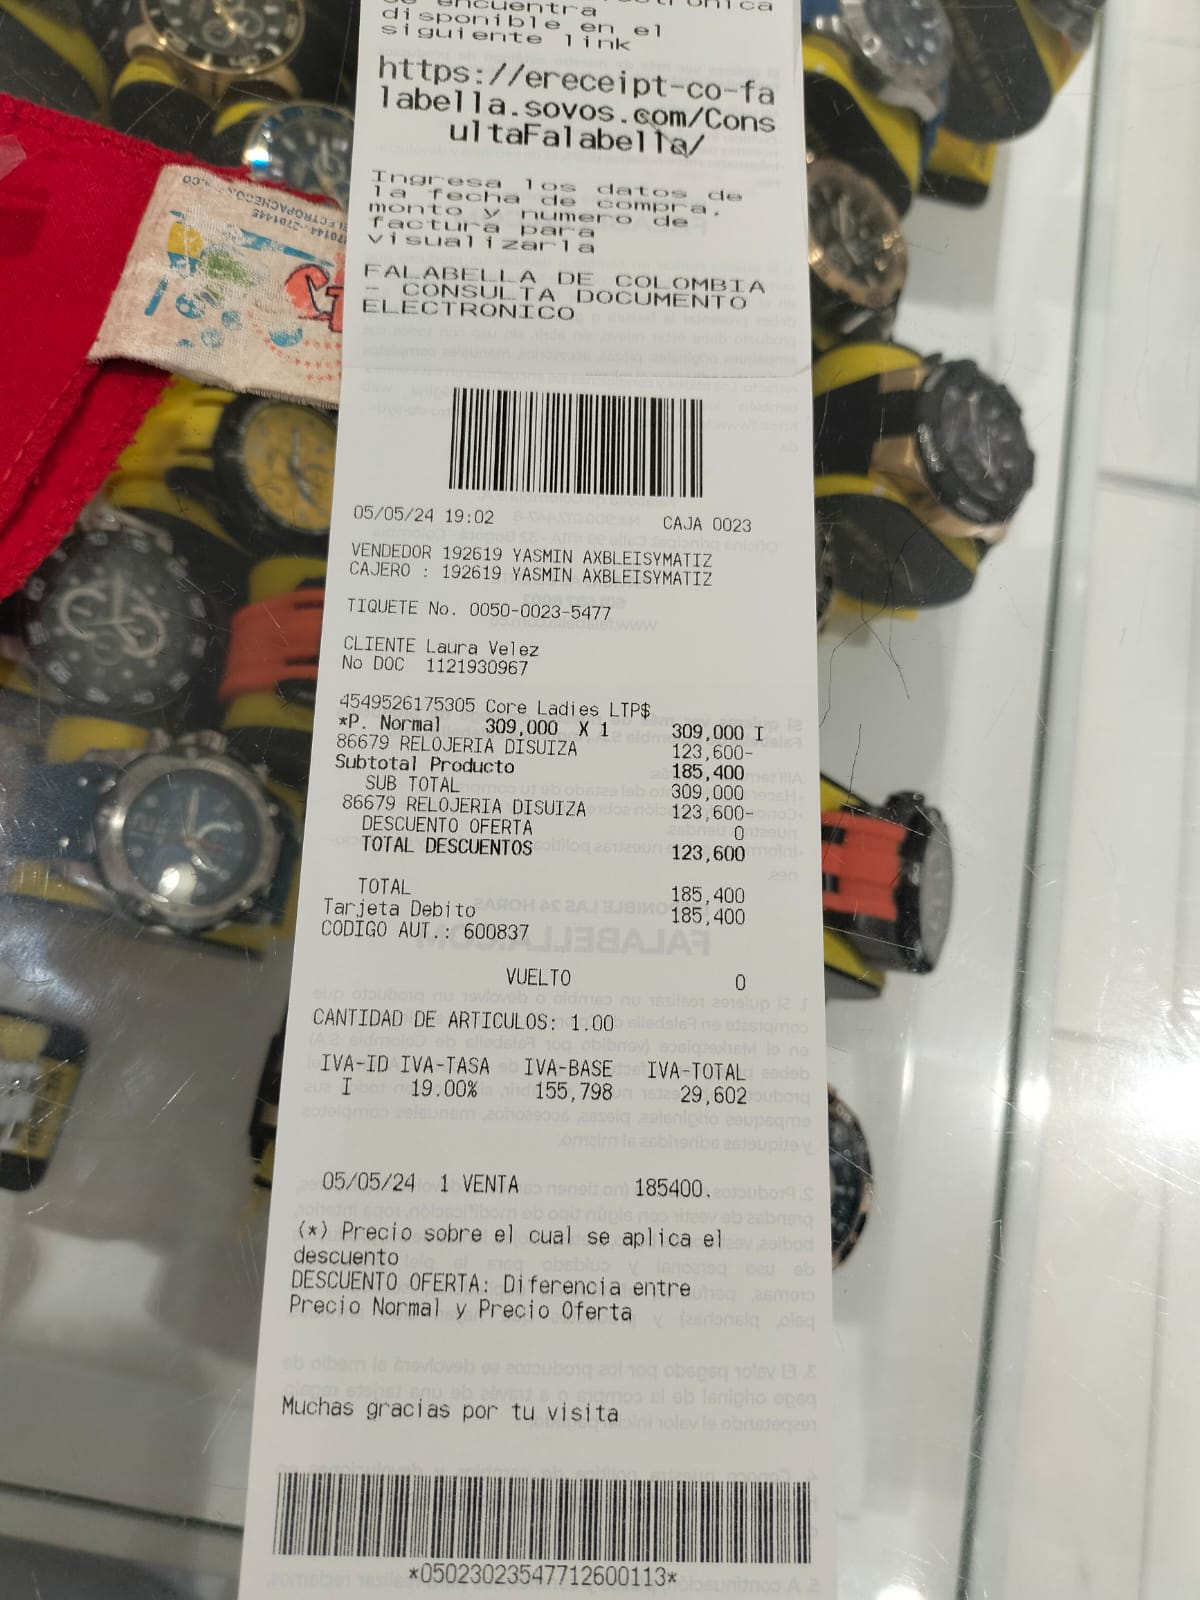 se encuentra
disponible en el
siguiente link
https://ereceipt-co-fa
labella.sovos.com/Cons
ultaFalabella/
Ingresa los datos de
la fecha de compra,
monto y numero de
factura para
visualizarla
FALABELLA DE COLOMBIA
- CONSULTA DOCUMENTO
ELECTRONICO
05/05/24 19:02 CAJA 0023
VENDEDOR 192619 YASMIN AXBLEISYMATIZ
CAJERO : 192619 YASMIN AXBLEISYMATIZ
TIQUETE No. 0050-0023-5477
CLIENTE Laura Velez
No DOC 1121930967
4549526175305 Core Ladies LTP$
*P. Normal 309,000 X 1 309,000 I
86679 RELOJERIA DISUIZA 123,600-
Subtotal Producto 185,400
SUB TOTAL 309,000
86679 RELOJERIA DISUIZA 123,600-
DESCUENTO OFERTA 0
TOTAL DESCUENTOS 123,600
TOTAL 185,400
Tarjeta Debito 185,400
CODIGO AUT.: 600837
VUELTO 0
CANTIDAD DE ARTICULOS: 1.00
IVA-ID IVA-TASA IVA-BASE IVA-TOTAL
I 19.00% 155,798 29,602
05/05/24 1 VENTA 185400.
(*) Precio sobre el cual se aplica el
descuento
DESCUENTO OFERTA: Diferencia entre
Precio Normal y Precio Oferta
Muchas gracias por tu visita
*05023023547712600113*